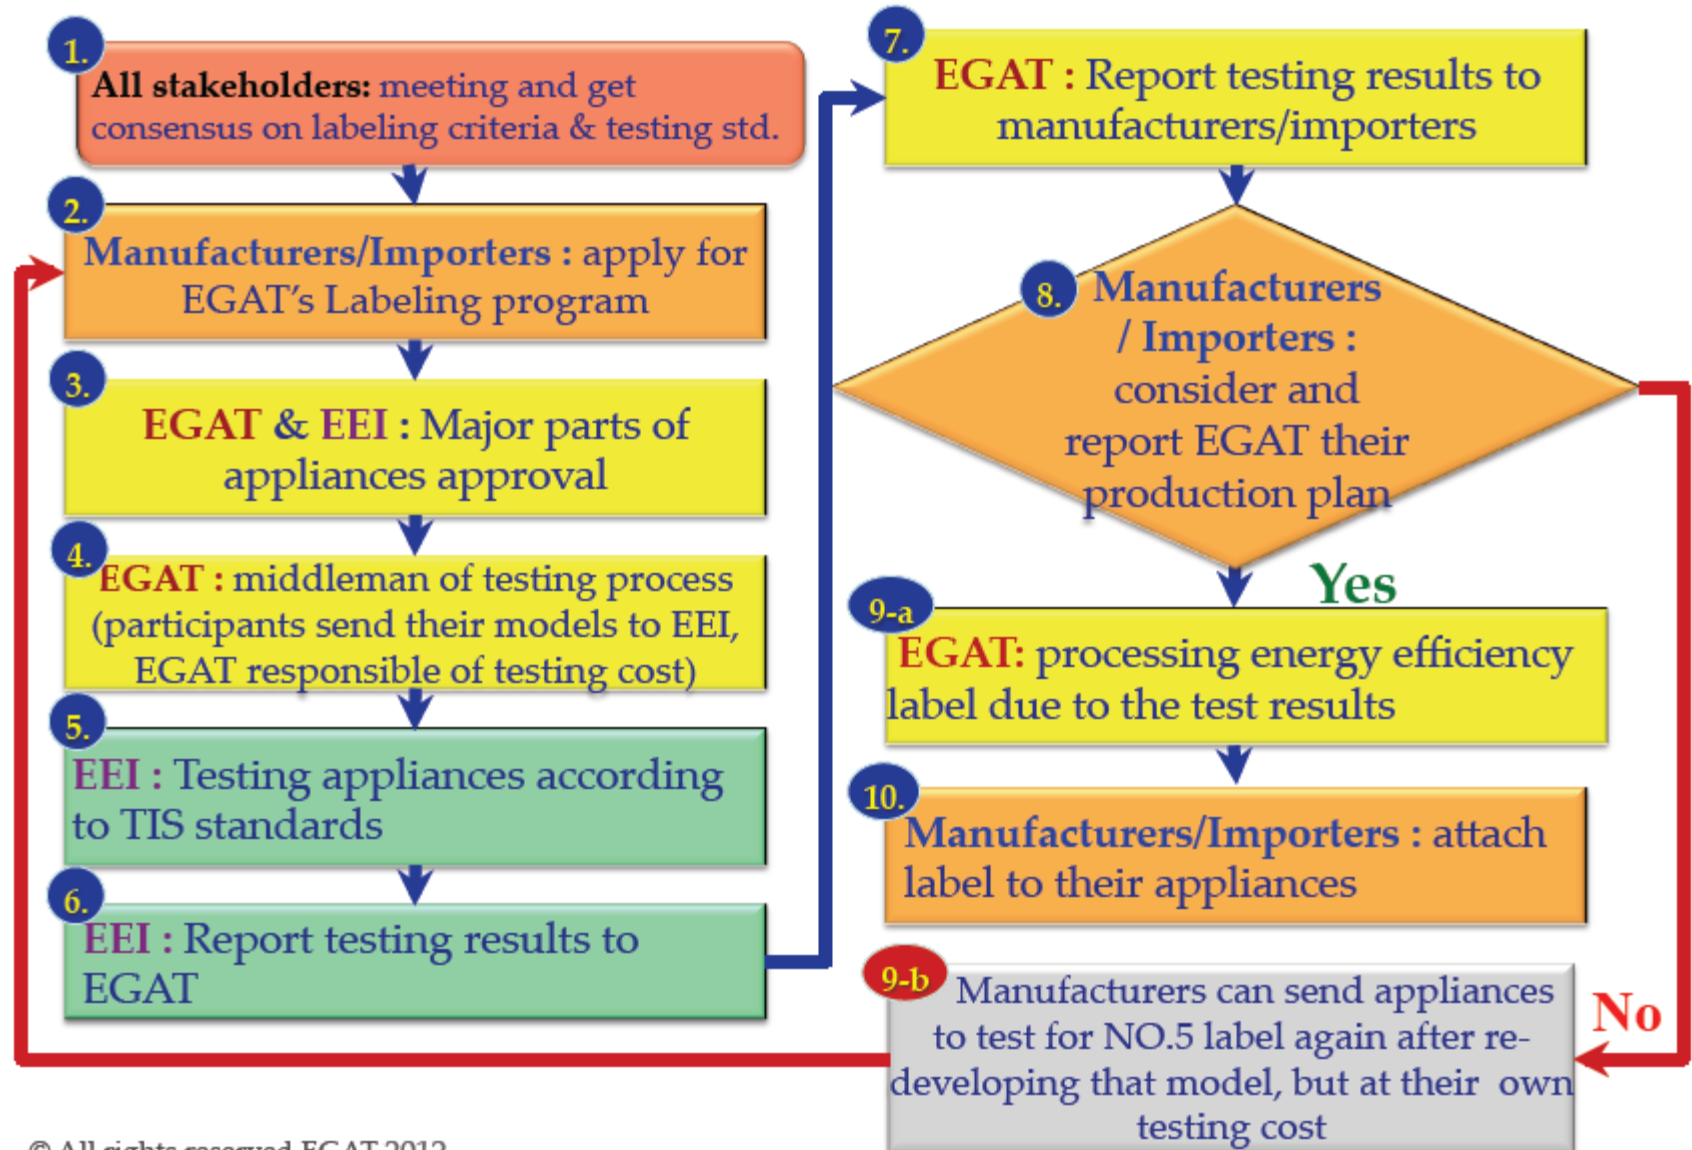 1.
All stakeholders: meeting and get
consensus on labeling criteria & testing std.
2.
Manufacturers/Importers : apply for
EGAT's Labeling program
3.
EGAT & EEI : Major parts of
appliances approval
4.
EGAT : middleman of testing process
(participants send their models to EEI,
EGAT responsible of testing cost)
5.
EEI : Testing appliances according
to TIS standards
6.
EEI : Report testing results to
EGAT
7.
EGAT : Report testing results to
manufacturers/importers
8.
Manufacturers
/ Importers :
consider and
report EGAT their
production plan
Yes
9-a
EGAT: processing energy efficiency
label due to the test results
10.
Manufacturers/Importers : attach
label to their appliances
9-b
Manufacturers can send appliances
to test for NO.5 label again after re-
developing that model, but at their own
testing cost
No
© All rights reserved EGAT 2012